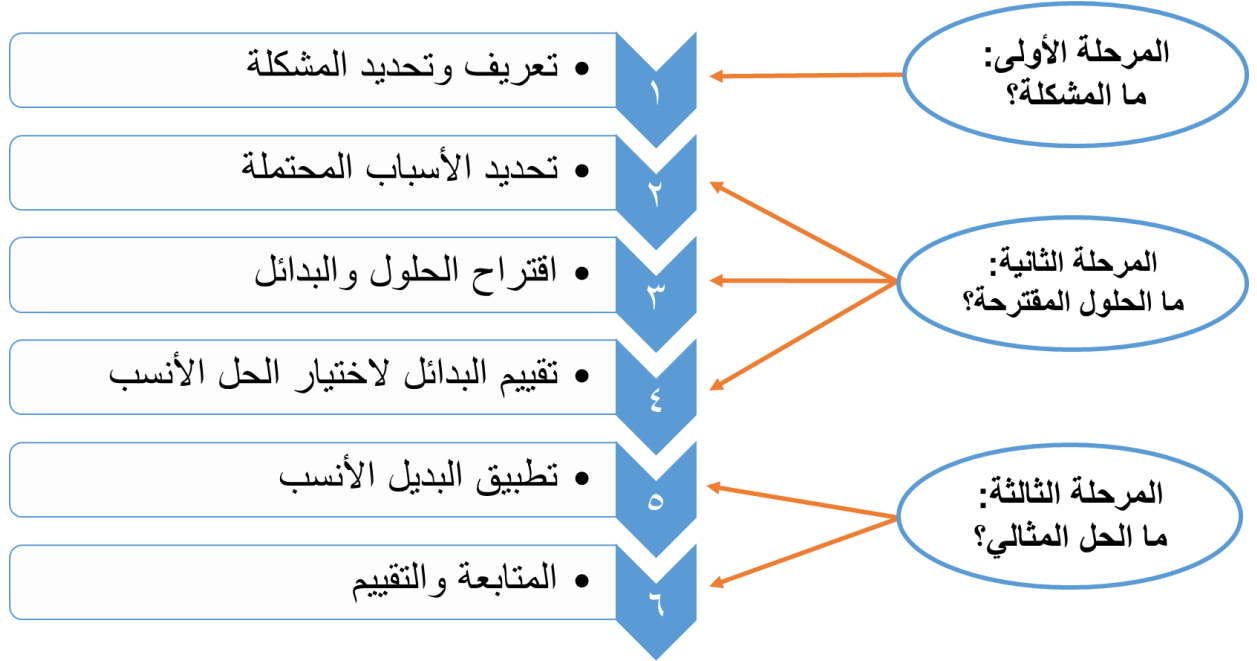 المرحلة الأولى:
ما المشكلة؟
١
• تعريف وتحديد المشكلة
المرحلة الثانية:
ما الحلول المقترحة؟
٢
• تحديد الأسباب المحتملة
٣
• اقتراح الحلول والبدائل
٤
• تقييم البدائل لاختيار الحل الأنسب
المرحلة الثالثة:
ما الحل المثالي؟
٥
• تطبيق البديل الأنسب
٦
• المتابعة والتقييم